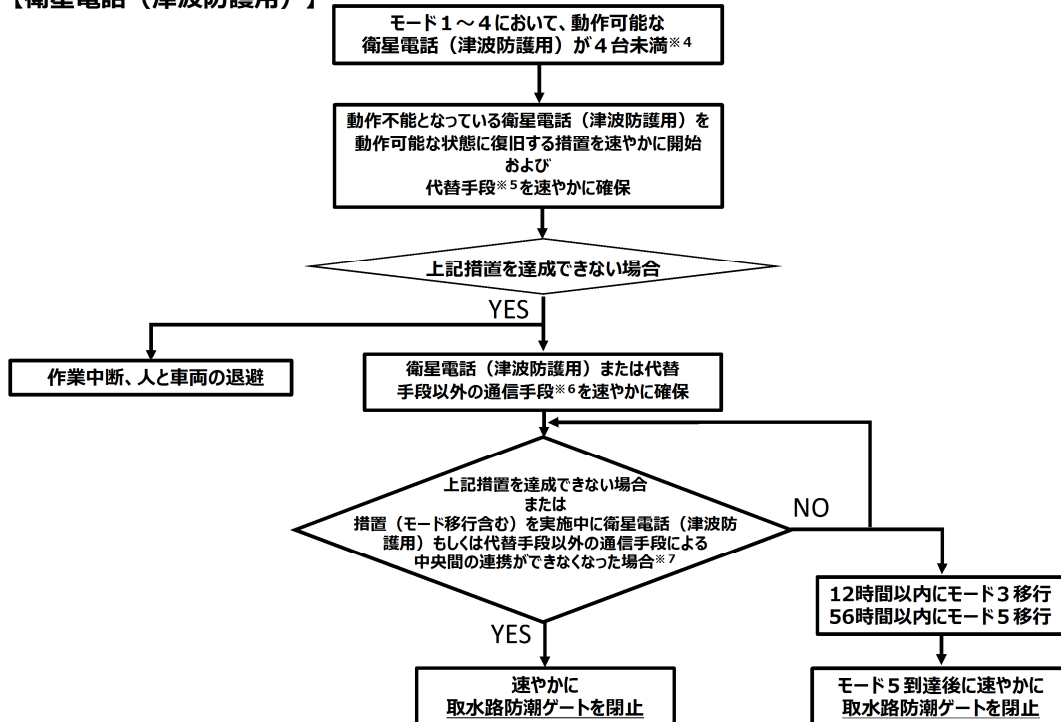 【衛星電話（津波防護用）】
モード１～４において、動作可能な
衛星電話（津波防護用）が４台未満※４
動作不能となっている衛星電話（津波防護用）を
動作可能な状態に復旧する措置を速やかに開始
および
代替手段※５を速やかに確保
上記措置を達成できない場合
YES
作業中断、人と車両の退避
衛星電話（津波防護用）または代替
手段以外の通信手段※６を速やかに確保
上記措置を達成できない場合
または
措置（モード移行含む）を実施中に衛星電話（津波防
護用）もしくは代替手段以外の通信手段による
中央間の連携ができなくなった場合※７
NO
12時間以内にモード３移行
56時間以内にモード５移行
YES
速やかに
取水路防潮ゲートを閉止
モード５到達後に速やかに
取水路防潮ゲートを閉止